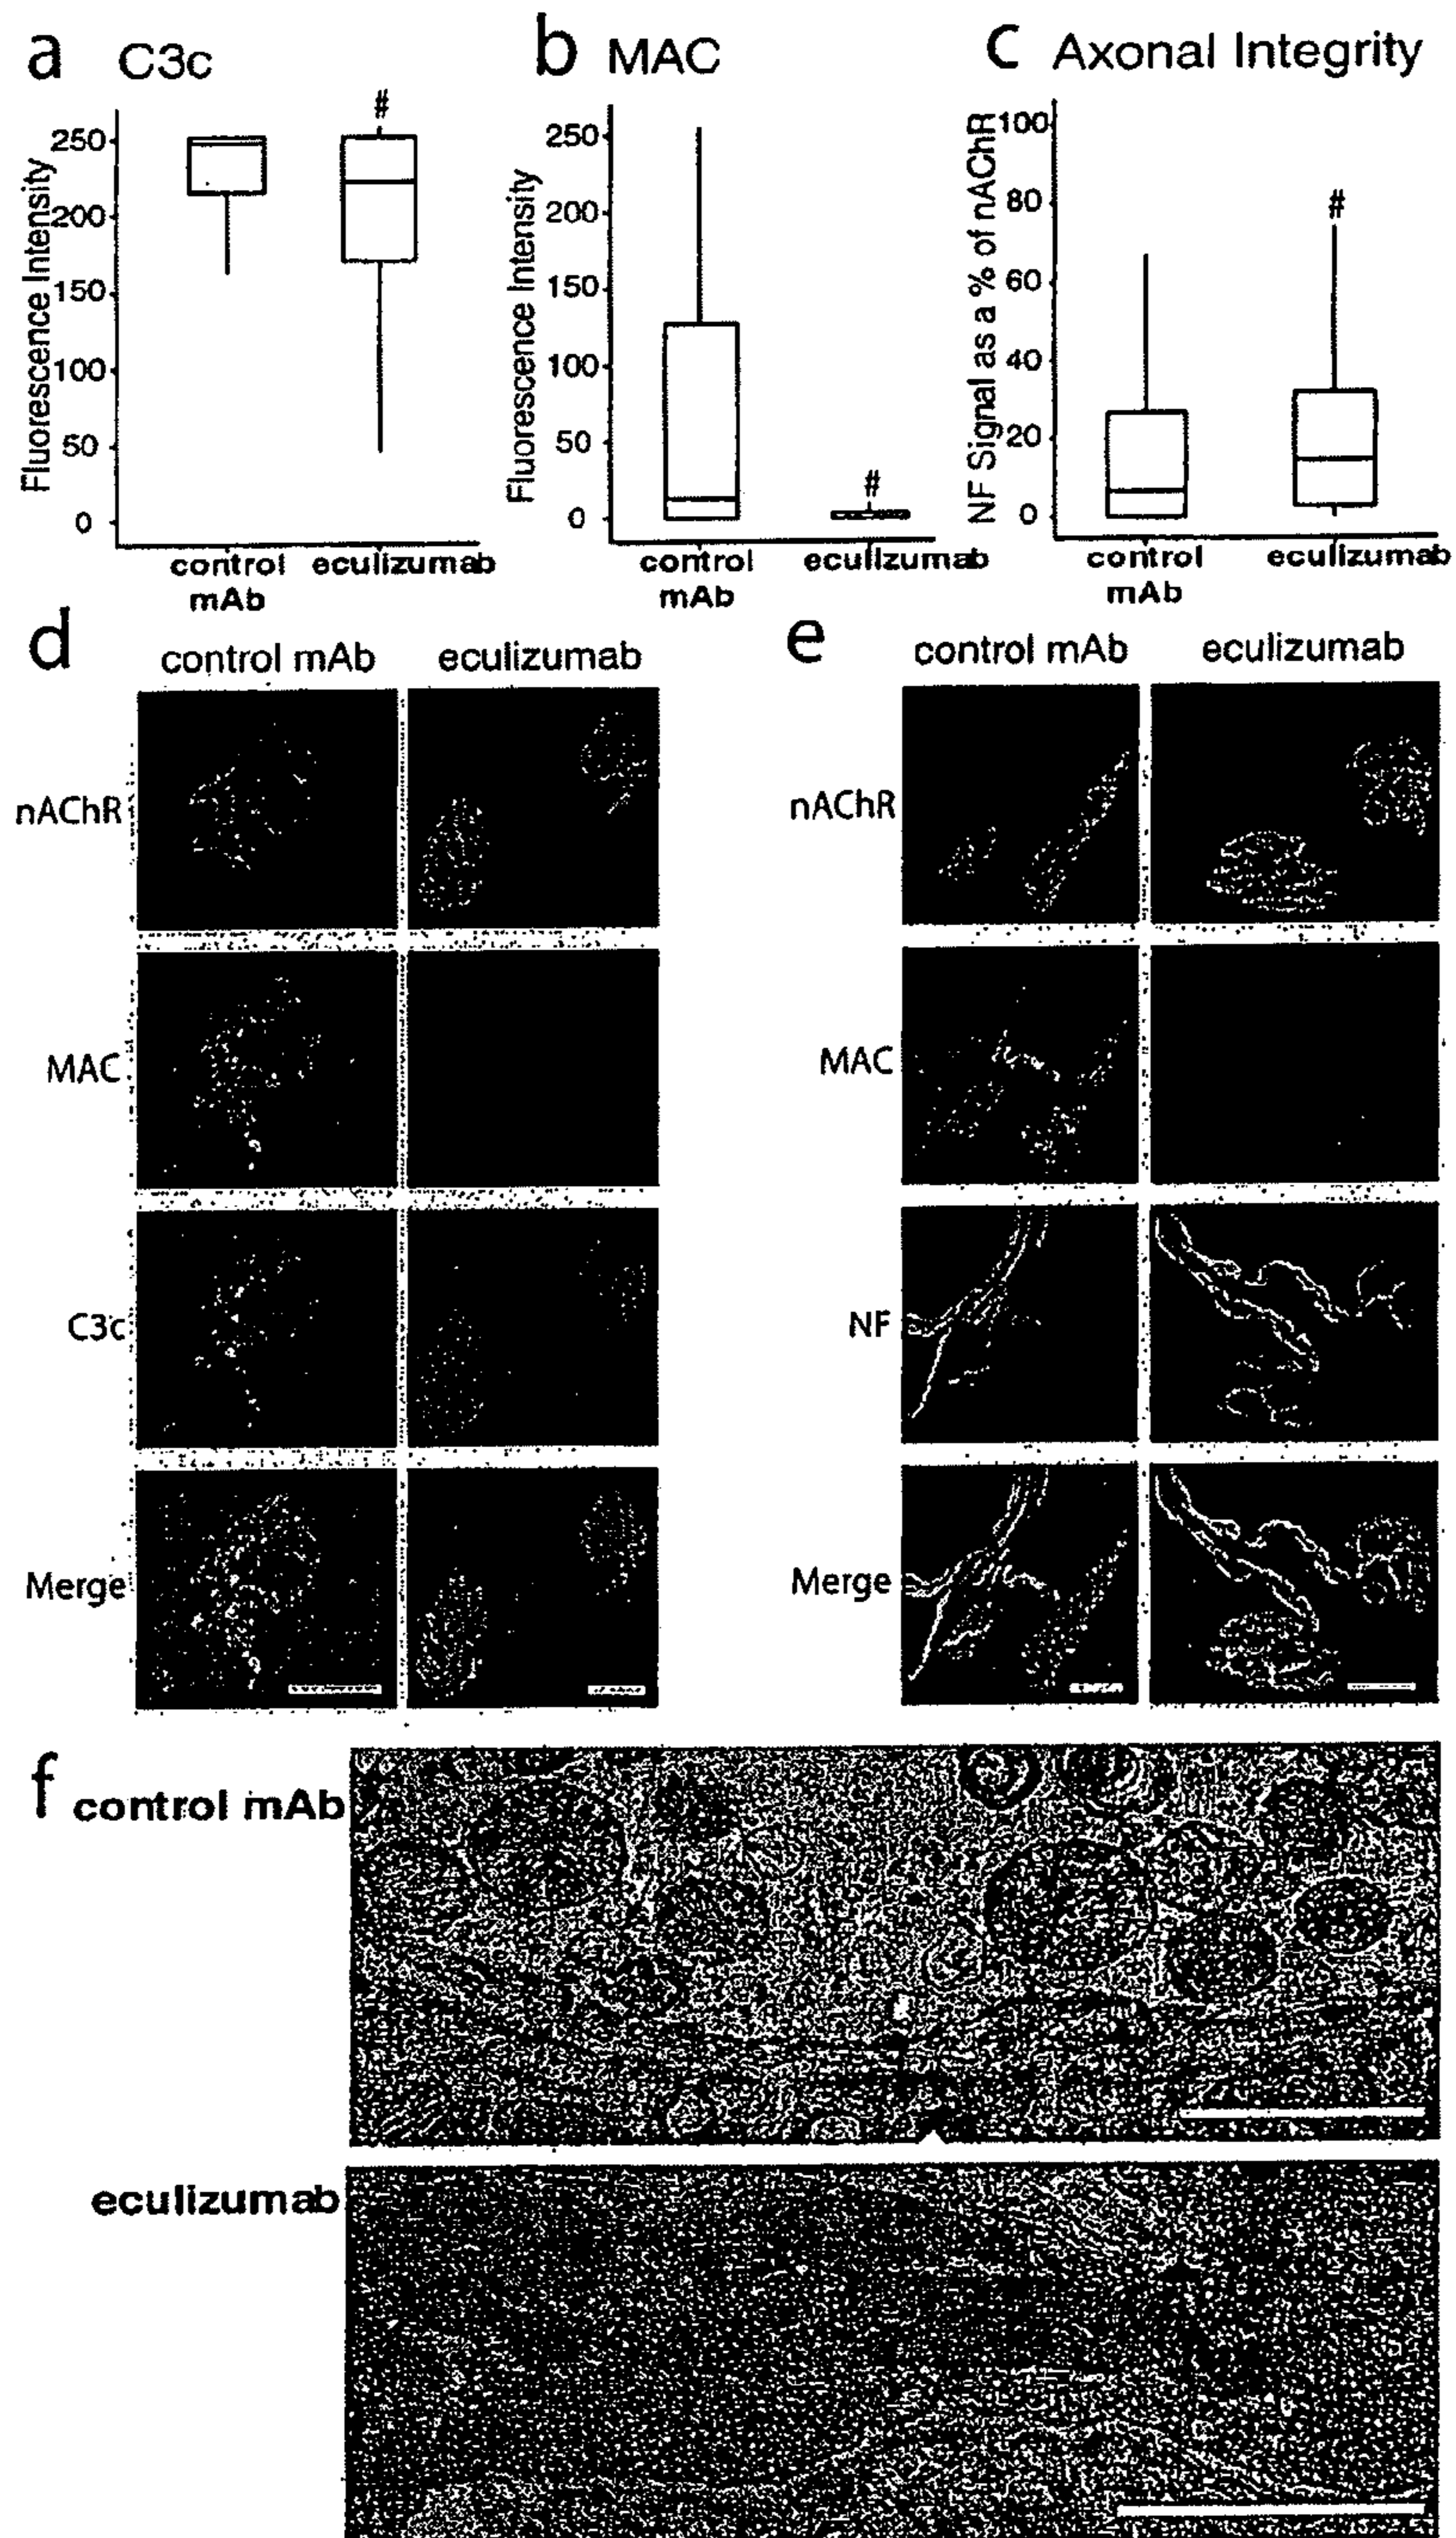 a C3c
#
Fluorescence Intensity
250
200
150
100
50
0
control mAb
eculizumab
b MAC
Fluorescence Intensity
250
200
150
100
50
0
#
control mAb
eculizumab
c Axonal Integrity
NF Signal as a % of nAChR
100
80
60
40
20
0
#
control mAb
eculizumab
d
control mAb eculizumab
nAChR
MAC
C3c
Merge
e
control mAb eculizumab
nAChR
MAC
NF
Merge
f
control mAb
eculizumab